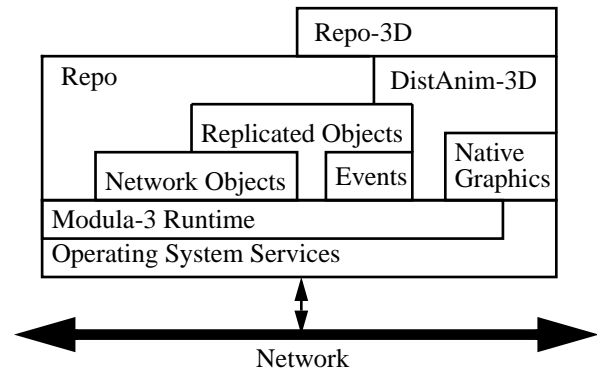 Repo-3D
Repo
DistAnim-3D
Replicated Objects
Native
Graphics
Network Objects
Events
Modula-3 Runtime
Operating System Services
Network